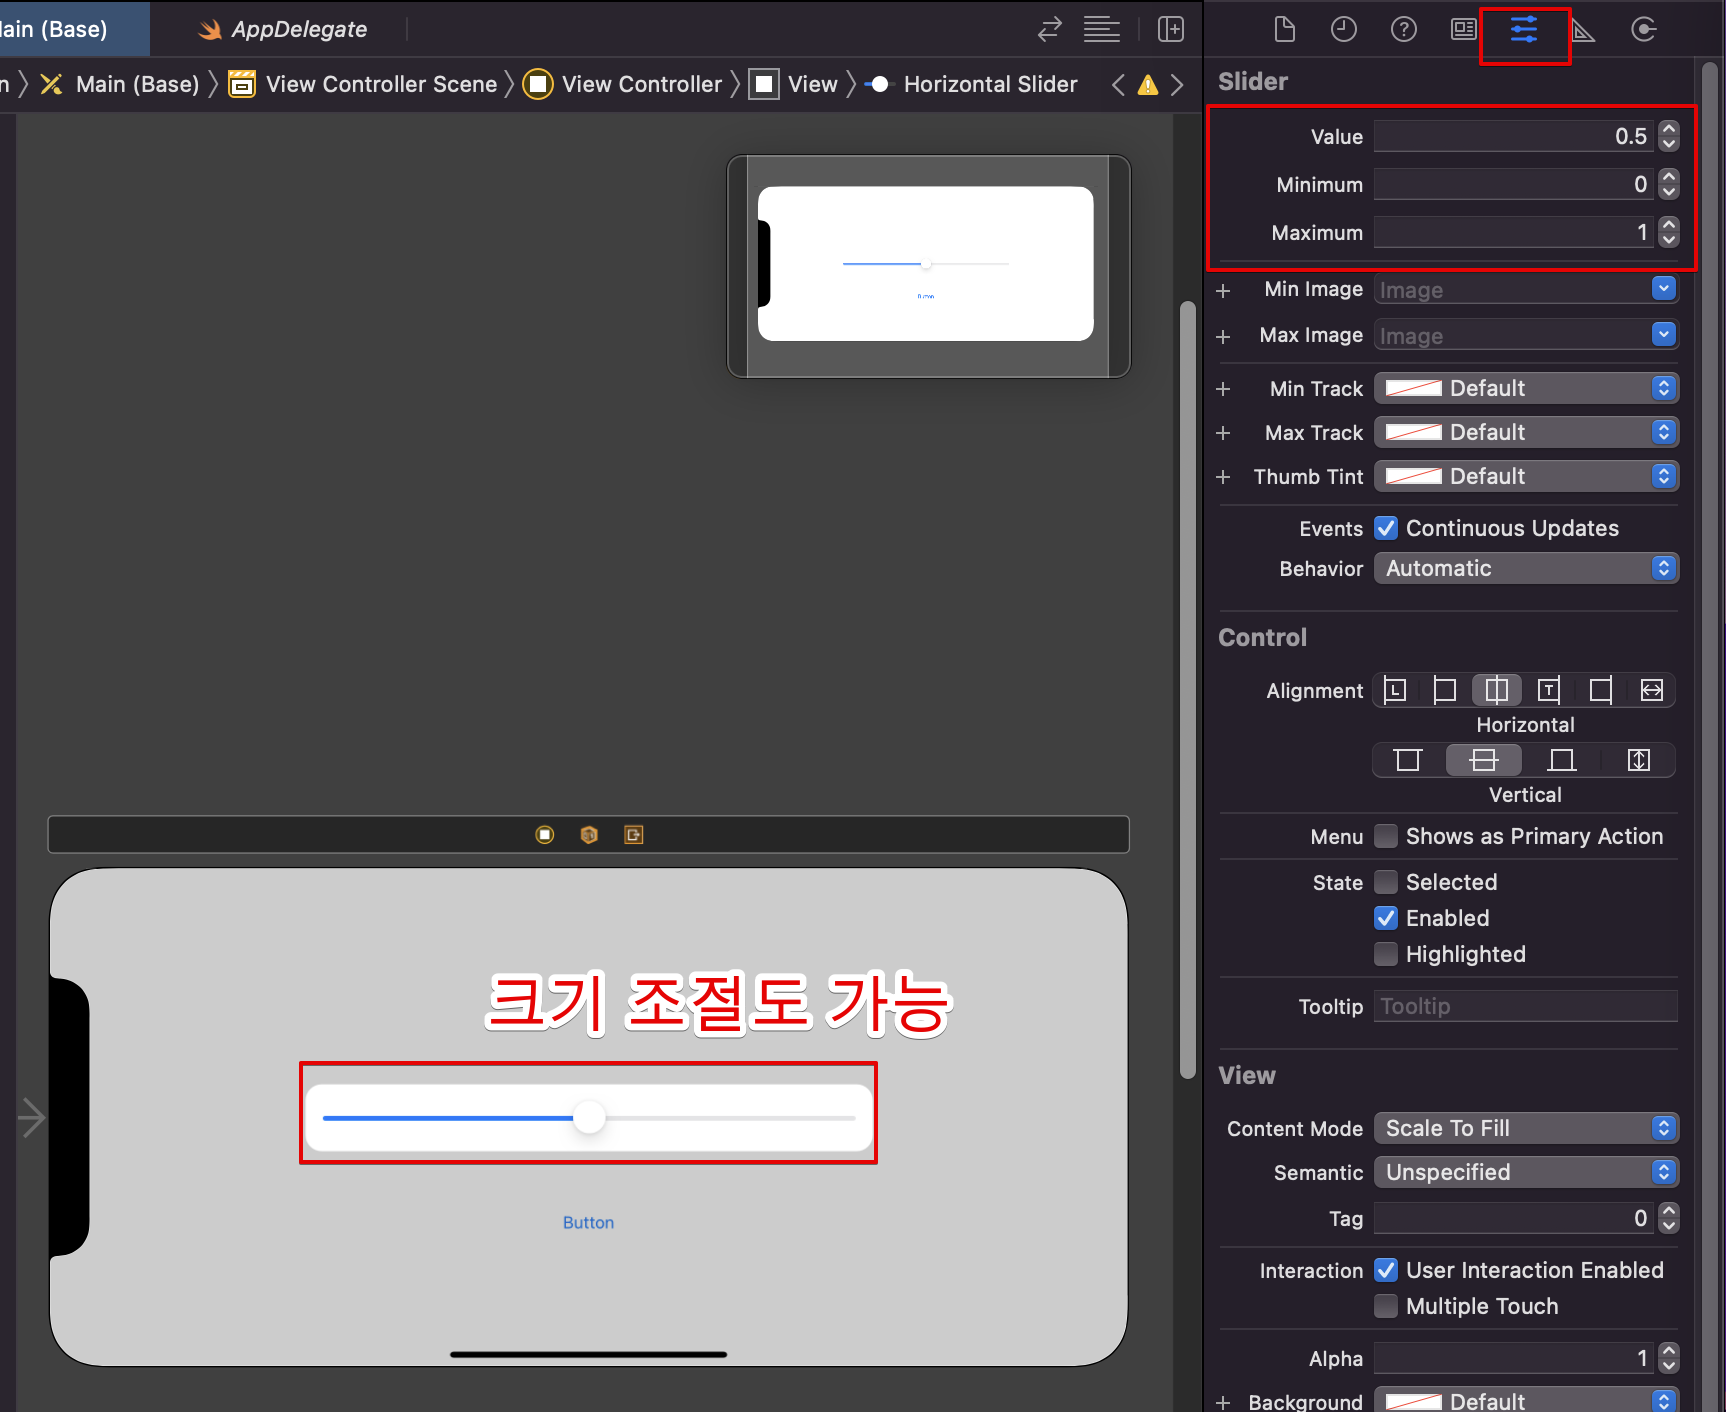 ain (Base)
AppDelegate
n Main (Base) View Controller Scene View Controller View Horizontal Slider
Button
크기 조절도 가능
Button
Slider
Value 0.5
Minimum 0
Maximum 1
Min Image Image
Max Image Image
Min Track Default
Max Track Default
Thumb Tint Default
Events Continuous Updates
Behavior Automatic
Control
Alignment
Horizontal
Vertical
Menu Shows as Primary Action
State Selected
Enabled
Highlighted
Tooltip Tooltip
View
Content Mode Scale To Fill
Semantic Unspecified
Tag 0
Interaction User Interaction Enabled
Multiple Touch
Alpha 1
Background Default